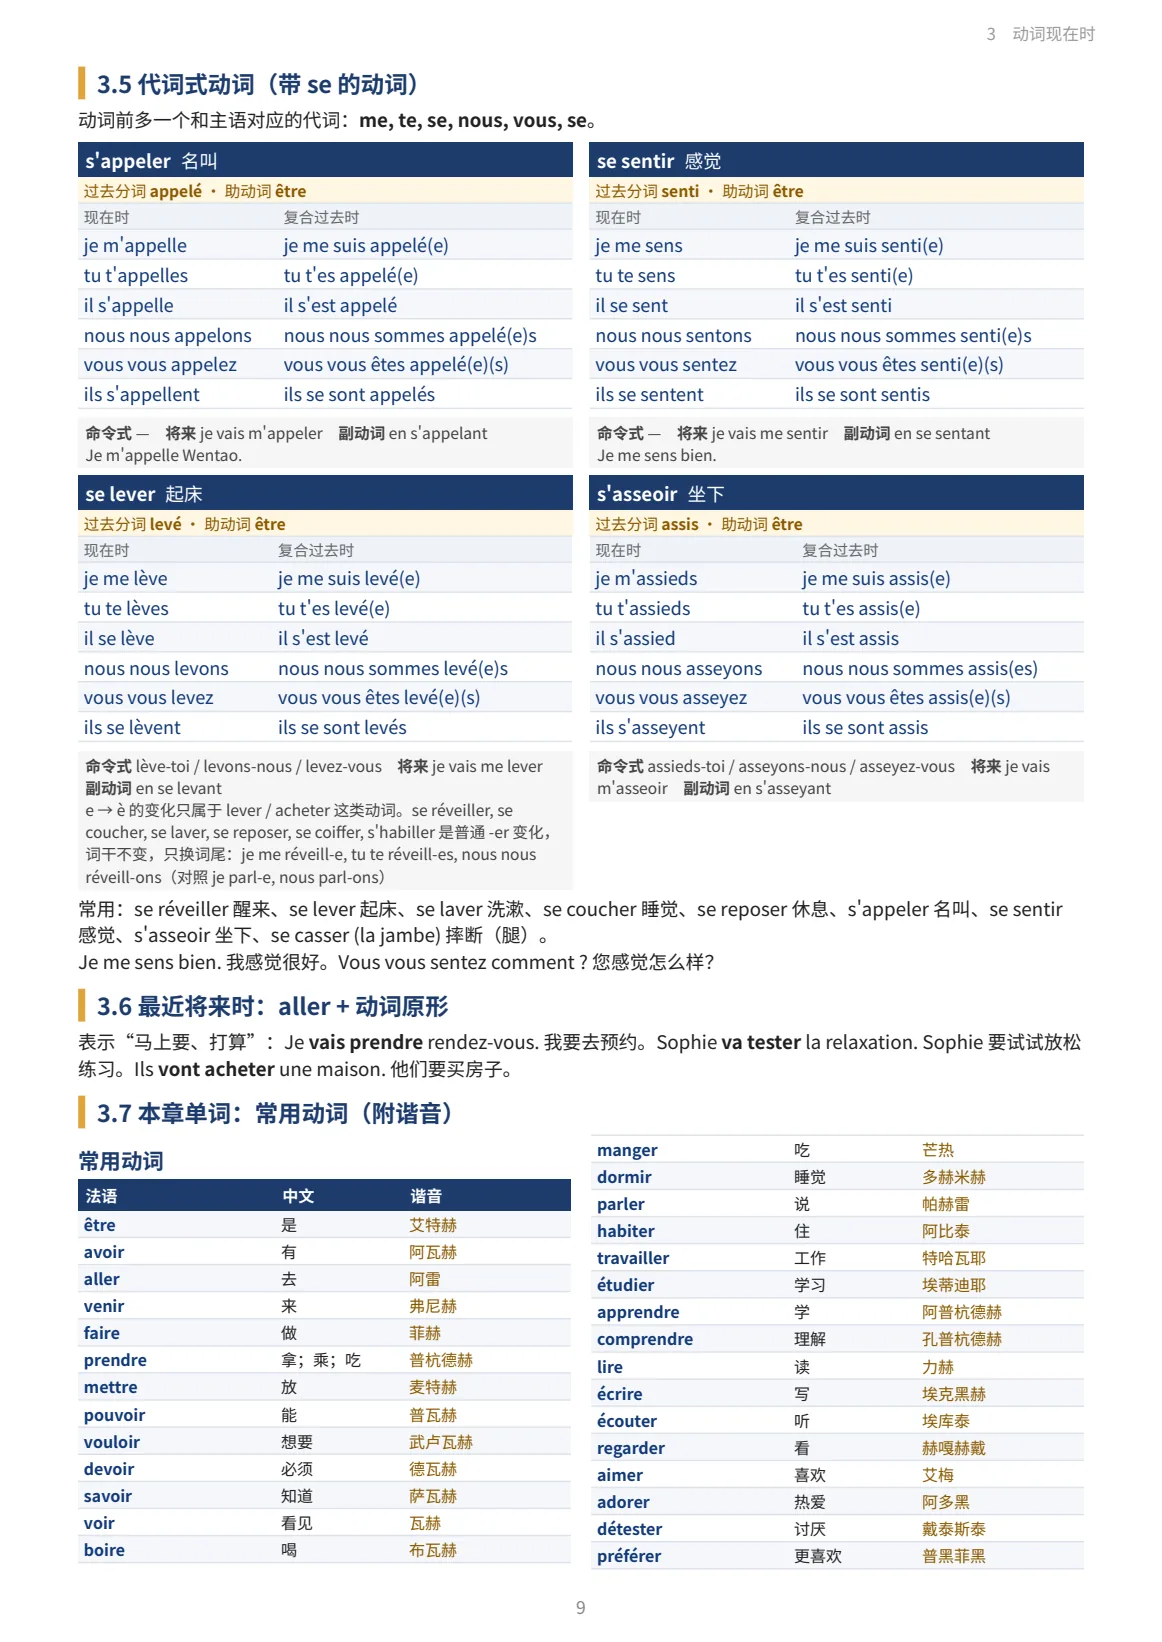 3 动词现在时
3.5 代词式动词（带 se 的动词）
动词前多一个和主语对应的代词：me, te, se, nous, vous, se。
s'appeler 名叫
过去分词 appelé · 助动词 être
现在时 复合过去时
je m'appelle je me suis appelé(e)
tu t'appelles tu t'es appelé(e)
il s'appelle il s'est appelé
nous nous appelons nous nous sommes appelé(e)s
vous vous appelez vous vous êtes appelé(e)(s)
ils s'appellent ils se sont appelés
命令式 — 将来 je vais m'appeler 副动词 en s'appelant
Je m'appelle Wentao.
se sentir 感觉
过去分词 senti · 助动词 être
现在时 复合过去时
je me sens je me suis senti(e)
tu te sens tu t'es senti(e)
il se sent il s'est senti
nous nous sentons nous nous sommes senti(e)s
vous vous sentez vous vous êtes senti(e)(s)
ils se sentent ils se sont sentis
命令式 — 将来 je vais me sentir 副动词 en se sentant
Je me sens bien.
se lever 起床
过去分词 levé · 助动词 être
现在时 复合过去时
je me lève je me suis levé(e)
tu te lèves tu t'es levé(e)
il se lève il s'est levé
nous nous levons nous nous sommes levé(e)s
vous vous levez vous vous êtes levé(e)(s)
ils se lèvent ils se sont levés
命令式 lève-toi / levons-nous / levez-vous 将来 je vais me lever
副动词 en se levant
e → è 的变化只属于 lever / acheter 这类动词。se réveiller, se
coucher, se laver, se reposer, se coiffer, s'habiller 是普通 -er 变化，
词干不变，只换词尾：je me réveill-e, tu te réveill-es, nous nous
réveill-ons（对照 je parl-e, nous parl-ons）
s'asseoir 坐下
过去分词 assis · 助动词 être
现在时 复合过去时
je m'assieds je me suis assis(e)
tu t'assieds tu t'es assis(e)
il s'assied il s'est assis
nous nous asseyons nous nous sommes assis(es)
vous vous asseyez vous vous êtes assis(e)(s)
ils s'asseyent ils se sont assis
命令式 assieds-toi / asseyons-nous / asseyez-vous 将来 je vais
m'asseoir 副动词 en s'asseyant
常用：se réveiller 醒来、se lever 起床、se laver 洗漱、se coucher 睡觉、se reposer 休息、s'appeler 名叫、se sentir
感觉、s'asseoir 坐下、se casser (la jambe) 摔断（腿）。
Je me sens bien. 我感觉很好。Vous vous sentez comment ? 您感觉怎么样？
3.6 最近将来时：aller + 动词原形
表示“马上要、打算”：Je vais prendre rendez-vous. 我要去预约。Sophie va tester la relaxation. Sophie 要试试放松
练习。Ils vont acheter une maison. 他们要买房子。
3.7 本章单词：常用动词（附谐音）
常用动词
法语 中文 谐音
être 是 艾特赫
avoir 有 阿瓦赫
aller 去 阿雷
venir 来 弗尼赫
faire 做 菲赫
prendre 拿；乘；吃 普杭德赫
mettre 放 麦特赫
pouvoir 能 普瓦赫
vouloir 想要 武卢瓦赫
devoir 必须 德瓦赫
savoir 知道 萨瓦赫
voir 看见 瓦赫
boire 喝 布瓦赫
manger 吃 芒热
dormir 睡觉 多赫米赫
parler 说 帕赫雷
habiter 住 阿比泰
travailler 工作 特哈瓦耶
étudier 学习 埃蒂迪耶
apprendre 学 阿普杭德赫
comprendre 理解 孔普杭德赫
lire 读 力赫
écrire 写 埃克黑赫
écouter 听 埃库泰
regarder 看 赫嘎赫戴
aimer 喜欢 艾梅
adorer 热爱 阿多黑
détester 讨厌 戴泰斯泰
préférer 更喜欢 普黑菲黑
9